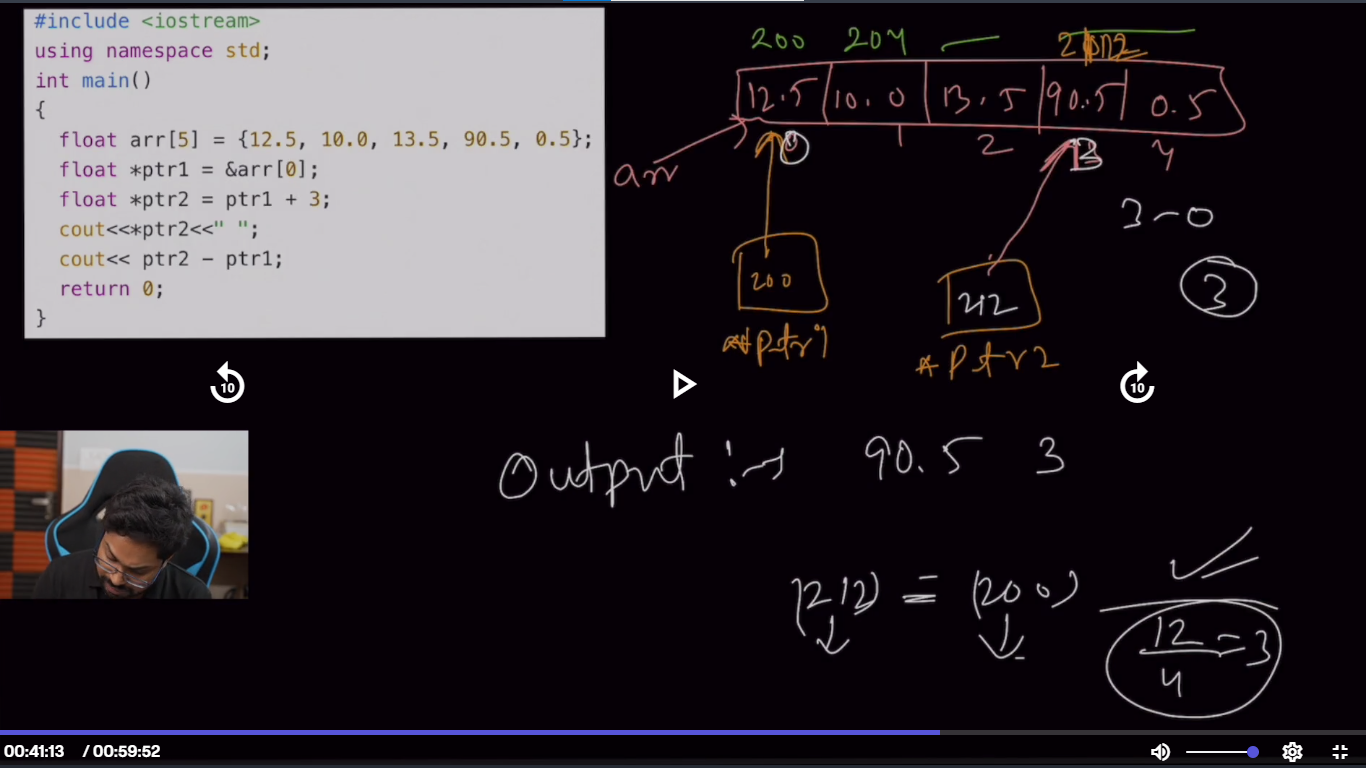 #include <iostream>
using namespace std;
int main()
{
float arr[5] = {12.5, 10.0, 13.5, 90.5, 0.5};
float *ptr1 = &arr[0];
float *ptr2 = ptr1 + 3;
cout<<*ptr2<<" ";
cout<< ptr2 - ptr1;
return 0;
}
200 204 —
12.5 10.0 13.5 90.5 0.5
0 1 2 3 4
arr
3-0
3
200
212
*ptr1
*ptr2
10
10
Output :→ 90.5 3
(212) = (200)
12/4 = 3
00:41:13 / 00:59:52